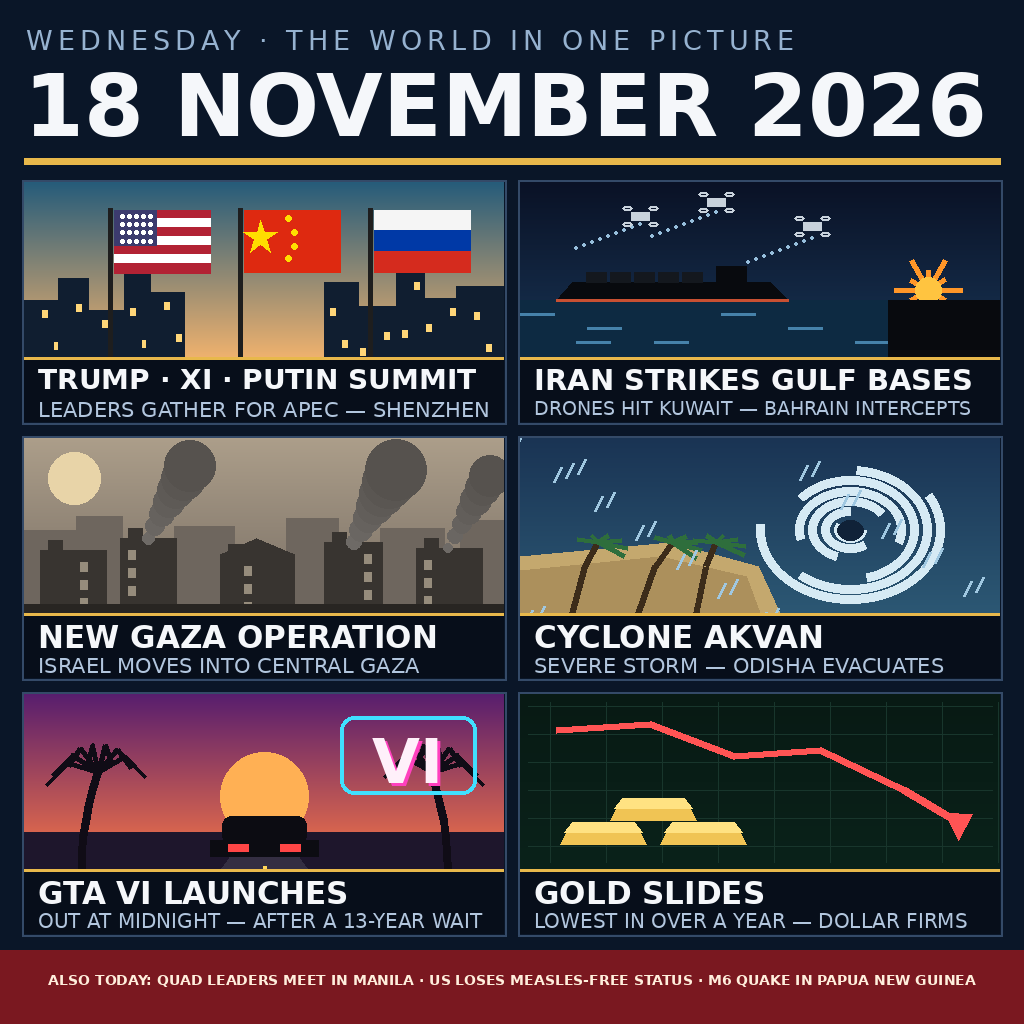 WEDNESDAY · THE WORLD IN ONE PICTURE
18 NOVEMBER 2026
TRUMP · XI · PUTIN SUMMIT
LEADERS GATHER FOR APEC — SHENZHEN
IRAN STRIKES GULF BASES
DRONES HIT KUWAIT — BAHRAIN INTERCEPTS
NEW GAZA OPERATION
ISRAEL MOVES INTO CENTRAL GAZA
CYCLONE AKVAN
SEVERE STORM — ODISHA EVACUATES
VI
GTA VI LAUNCHES
OUT AT MIDNIGHT — AFTER A 13-YEAR WAIT
GOLD SLIDES
LOWEST IN OVER A YEAR — DOLLAR FIRMS
ALSO TODAY: QUAD LEADERS MEET IN MANILA · US LOSES MEASLES-FREE STATUS · M6 QUAKE IN PAPUA NEW GUINEA